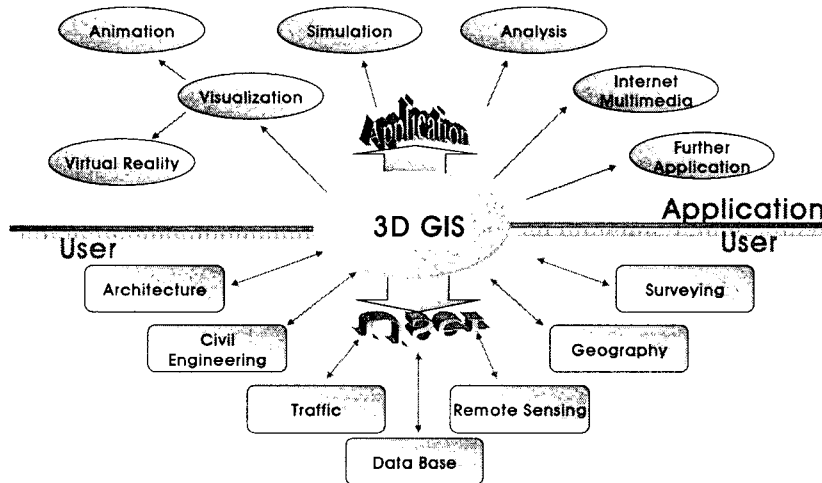 Animation
Simulation
Analysis
Visualization
Internet
Multimedia
Application
Virtual Reality
Further
Application
3D GIS
Application
User
User
Architecture
Surveying
User
Civil
Engineering
Geography
Traffic
Remote Sensing
Data Base